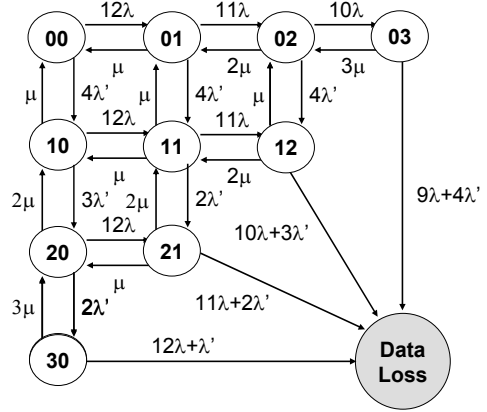 12λ 11λ 10λ
00 01 02 03
μ 2μ 3μ
μ 4λ' μ 4λ' μ 4λ'
12λ 11λ
10 11 12
μ 2μ
2μ 3λ' 2μ 2λ' 10λ+3λ' 9λ+4λ'
12λ
20 21
μ
3μ 2λ' 11λ+2λ'
12λ+λ'
30 Data
Loss